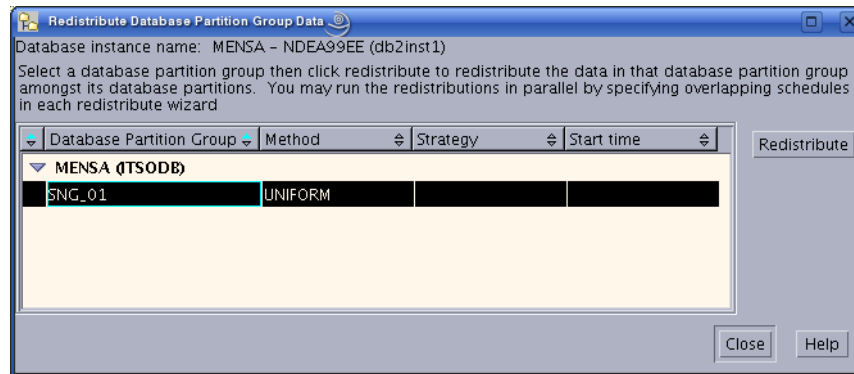 Redistribute Database Partition Group Data
Database instance name: MENSA - NDEA99EE (db2inst1)
Select a database partition group then click redistribute to redistribute the data in that database partition group
amongst its database partitions. You may run the redistributions in parallel by specifying overlapping schedules
in each redistribute wizard
Database Partition Group Method Strategy Start time
Redistribute
MENSA (ITSODB)
SNG_01 UNIFORM
Close Help